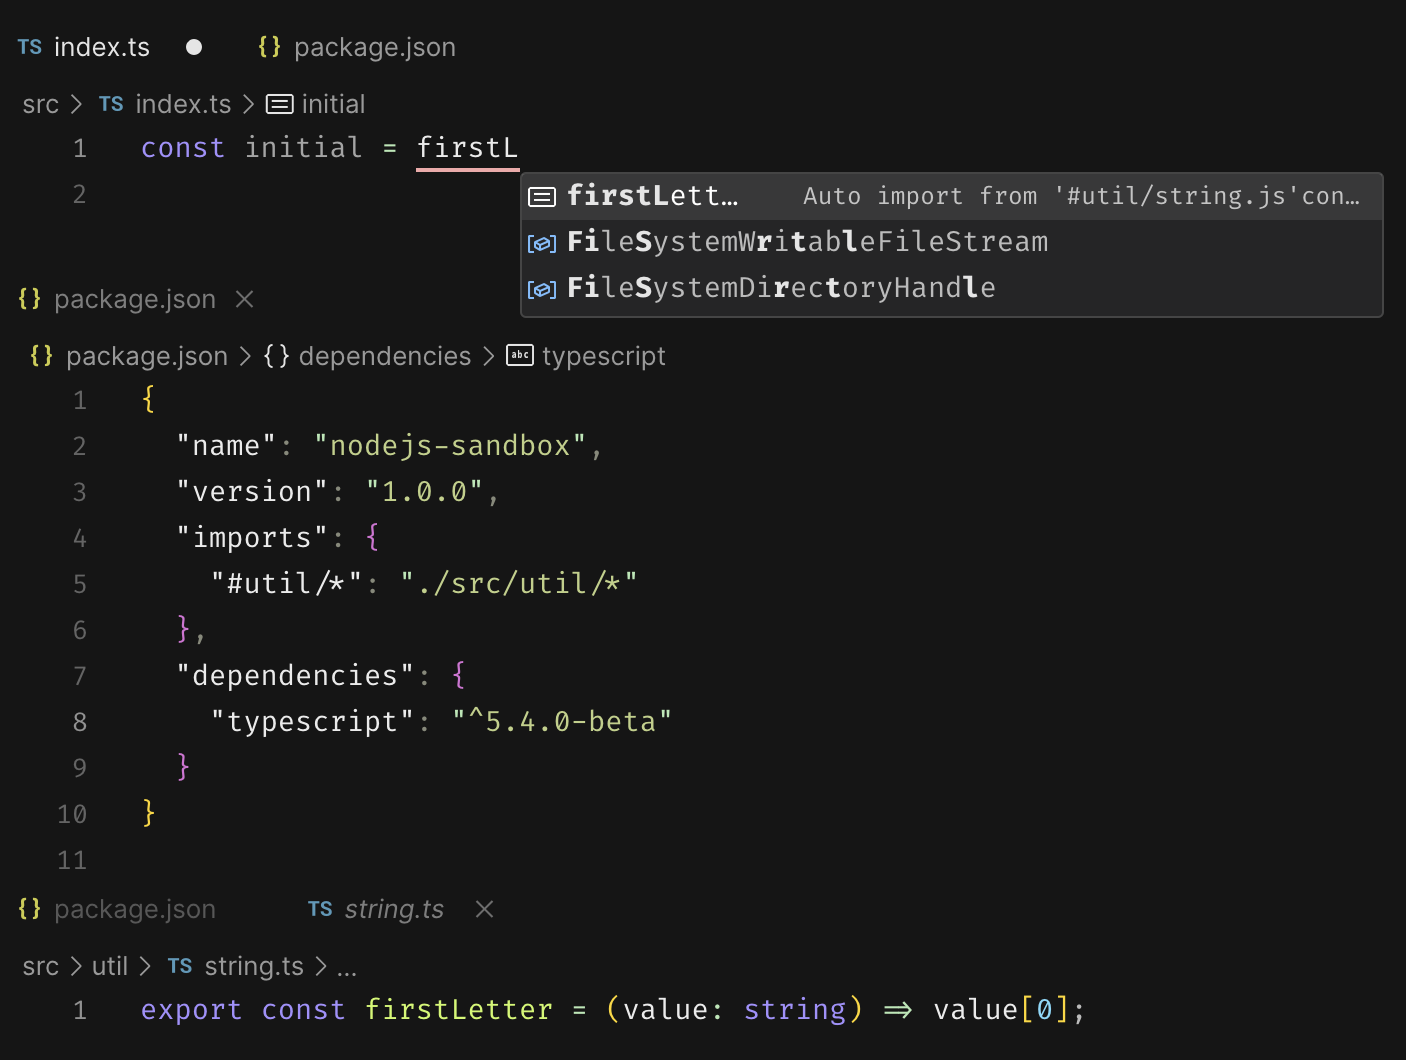 TS index.ts {} package.json
src > TS index.ts > initial
1 const initial = firstL
2
firstLett… Auto import from '#util/string.js'con…
FileSystemWritableFileStream
FileSystemDirectoryHandle
{} package.json ×
{} package.json > {} dependencies > abc typescript
1 {
2 "name": "nodejs-sandbox",
3 "version": "1.0.0",
4 "imports": {
5 "#util/*": "./src/util/*"
6 },
7 "dependencies": {
8 "typescript": "^5.4.0-beta"
9 }
10 }
11
{} package.json TS string.ts ×
src > util > TS string.ts > ...
1 export const firstLetter = (value: string) => value[0];